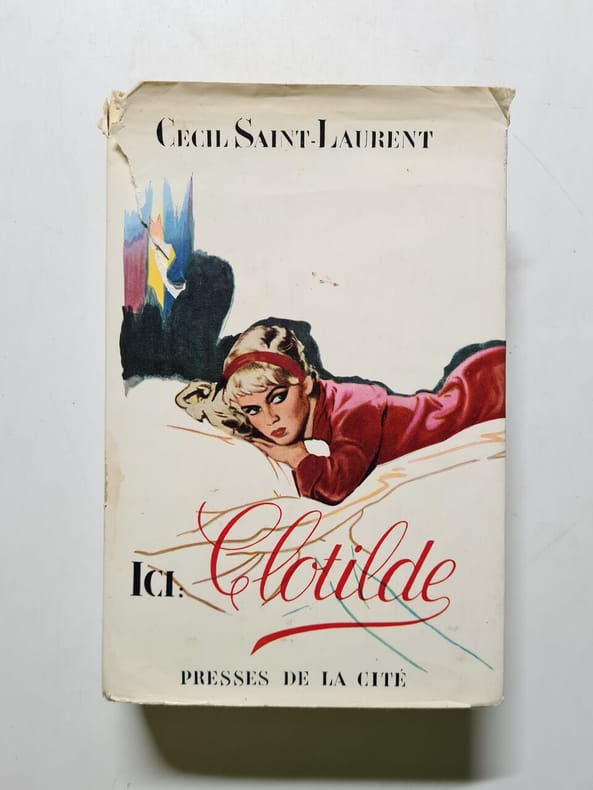 CECIL SAINT-LAURENT
ICI: Clotilde
PRESSES DE LA CITÉ